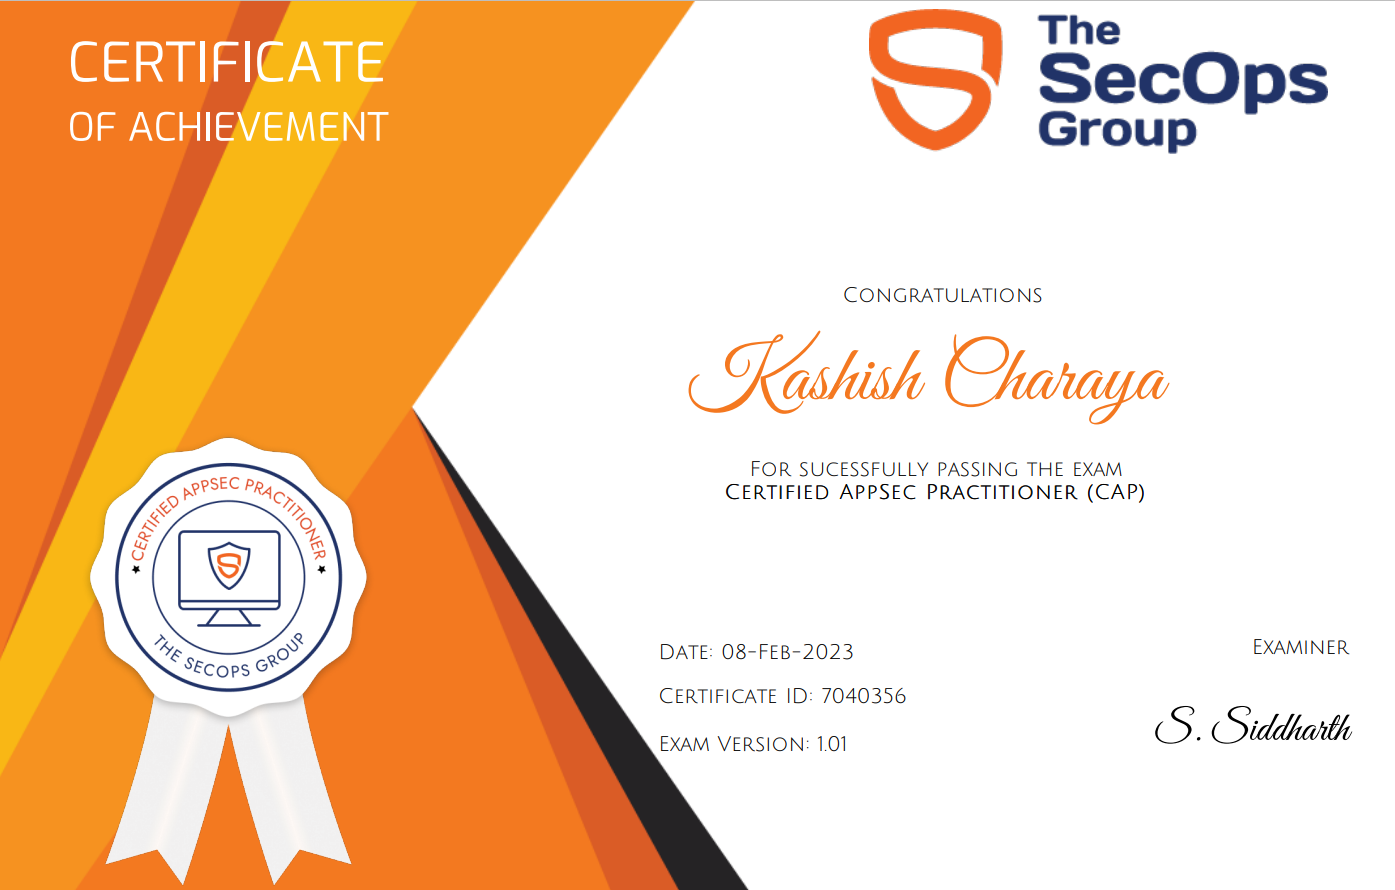 CERTIFICATE
OF ACHIEVEMENT
The
SecOps
Group
Congratulations
Kashish Charaya
For sucessfully passing the exam
Certified AppSec Practitioner (CAP)
CERTIFIED APPSEC PRACTITIONER
THE SECOPS GROUP
Date: 08-Feb-2023
Certificate ID: 7040356
Exam Version: 1.01
Examiner
S. Siddharth